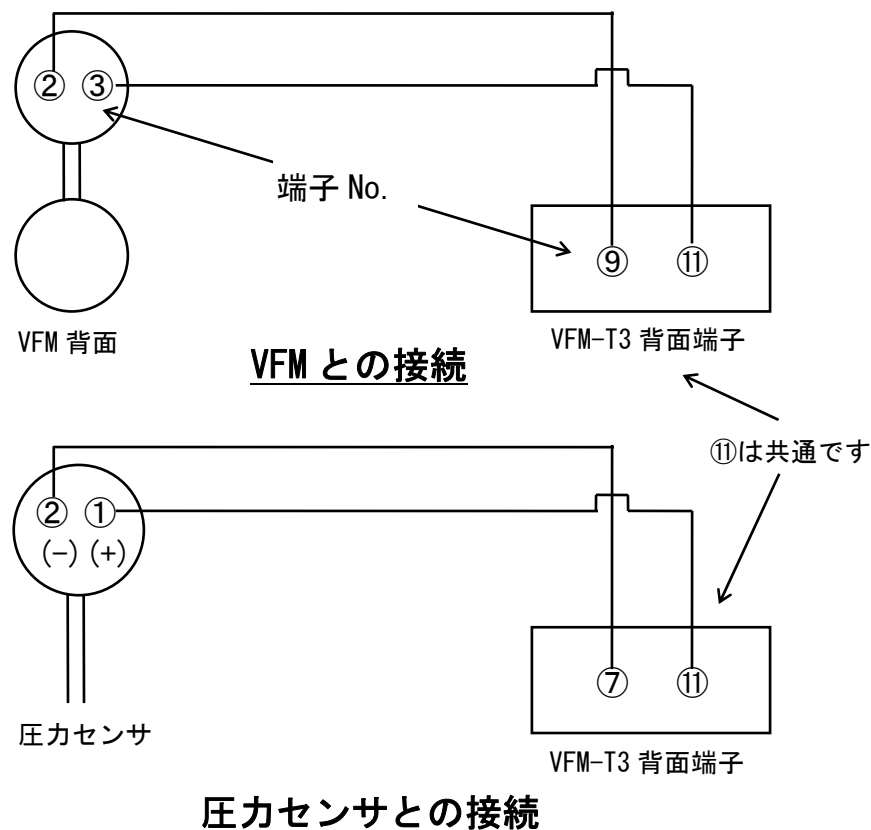 ② ③
端子 No.
⑨ ⑪
VFM 背面
VFM-T3 背面端子
VFM との接続
⑪は共通です
② ①
(-) (+)
⑦ ⑪
圧力センサ
VFM-T3 背面端子
圧力センサとの接続